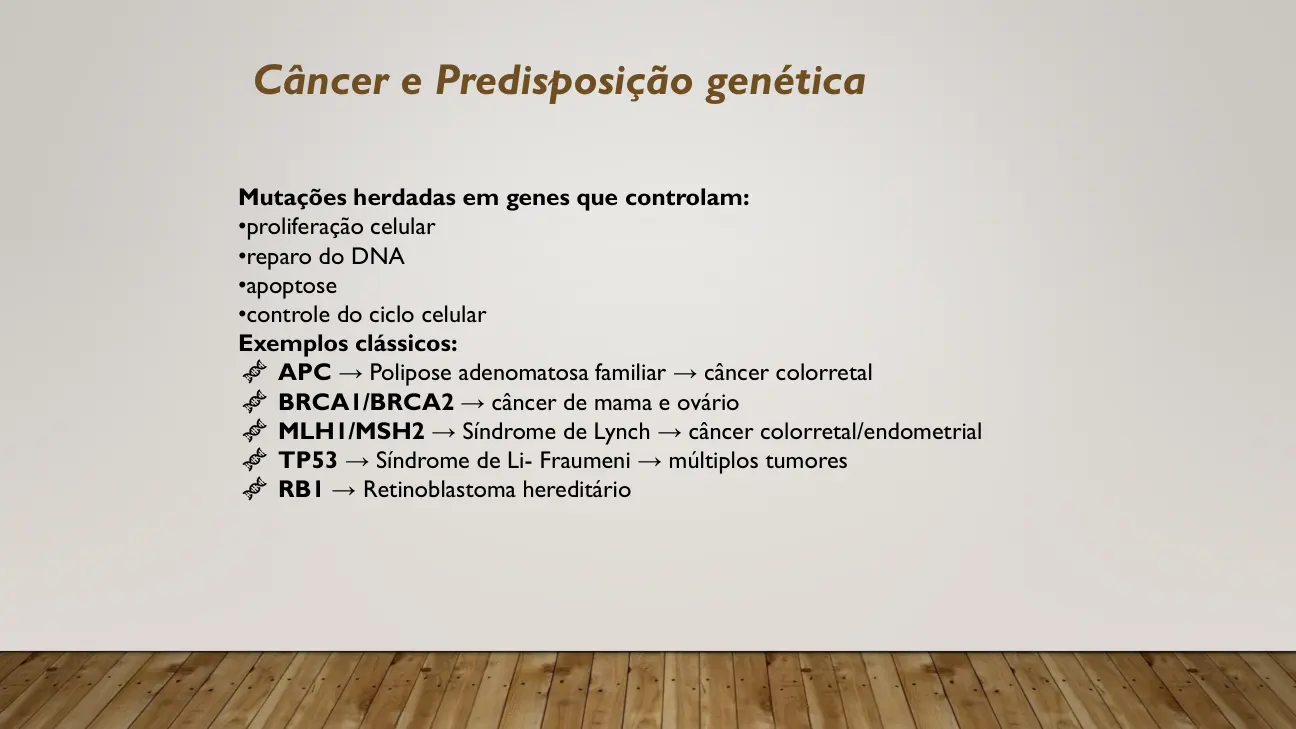 Câncer e Predisposição genética
Mutações herdadas em genes que controlam:
•proliferação celular
•reparo do DNA
•apoptose
•controle do ciclo celular
Exemplos clássicos:
🧬 APC → Polipose adenomatosa familiar → câncer colorretal
🧬 BRCA1/BRCA2 → câncer de mama e ovário
🧬 MLH1/MSH2 → Síndrome de Lynch → câncer colorretal/endometrial
🧬 TP53 → Síndrome de Li- Fraumeni → múltiplos tumores
🧬 RB1 → Retinoblastoma hereditário